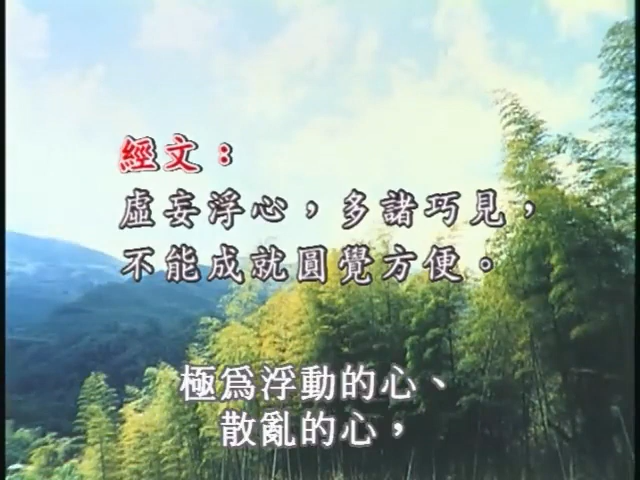 經文：
虛妄浮心，多諸巧見，
不能成就圓覺方便。
極為浮動的心、
散亂的心，